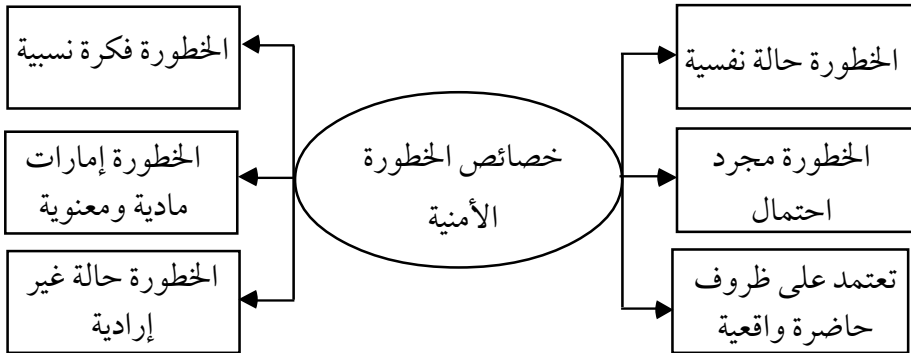 الخطورة حالة نفسية
الخطورة مجرد
احتمال
تعتمد على ظروف
حاضرة واقعية
خصائص الخطورة
الأمنية
الخطورة فكرة نسبية
الخطورة إمارات
مادية ومعنوية
الخطورة حالة غير
إرادية